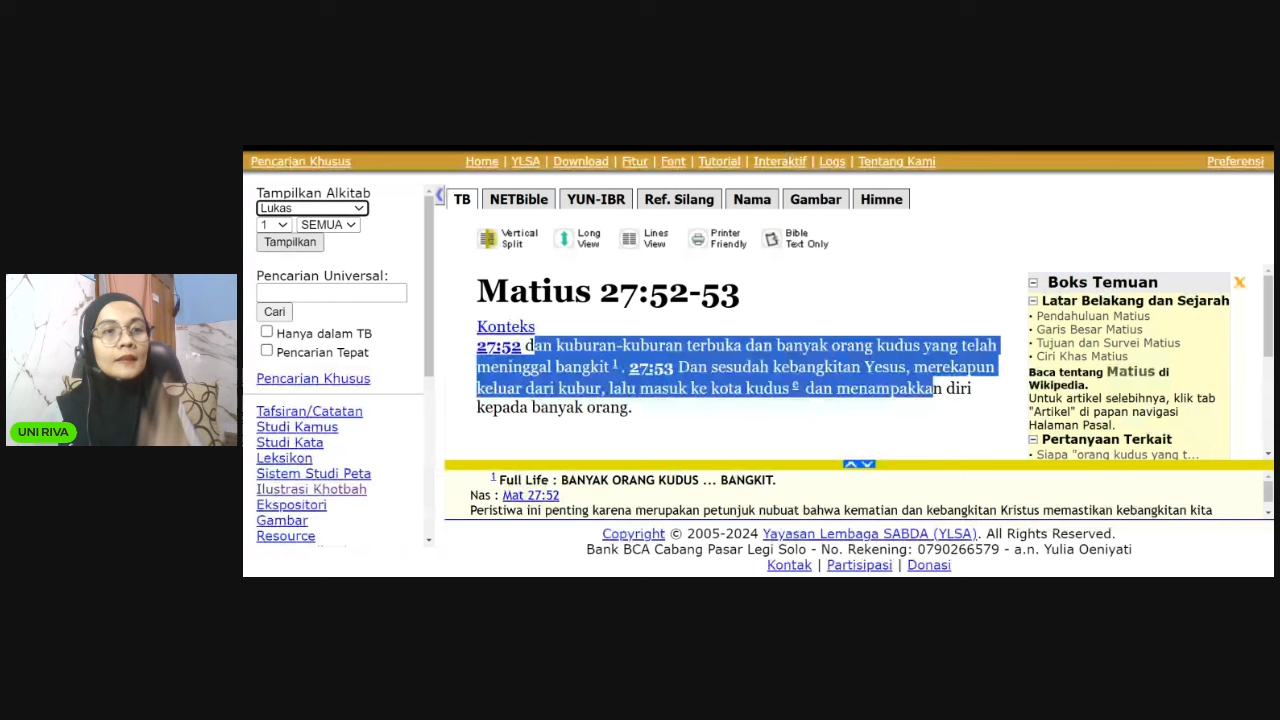 Pencarian Khusus
Home | YLSA | Download | Fitur | Font | Tutorial | Interaktif | Logs | Tentang Kami
Preferensi
Tampilkan Alkitab
Lukas
1 SEMUA
Tampilkan
Pencarian Universal:
Cari
Hanya dalam TB
Pencarian Tepat
Pencarian Khusus
Tafsiran/Catatan
Studi Kamus
Studi Kata
Leksikon
Sistem Studi Peta
Ilustrasi Khotbah
Ekspositori
Gambar
Resource
TB NETBible YUN-IBR Ref. Silang Nama Gambar Himne
Vertical Split
Long View
Lines View
Printer Friendly
Bible Text Only
Matius 27:52-53
Konteks
27:52 dan kuburan-kuburan terbuka dan banyak orang kudus yang telah
meninggal bangkit 1 . 27:53 Dan sesudah kebangkitan Yesus, merekapun
keluar dari kubur, lalu masuk ke kota kudus e dan menampakkan diri
kepada banyak orang.
Boks Temuan
Latar Belakang dan Sejarah
• Pendahuluan Matius
• Garis Besar Matius
• Tujuan dan Survei Matius
• Ciri Khas Matius
Baca tentang Matius di
Wikipedia.
Untuk artikel selebihnya, klik tab
"Artikel" di papan navigasi
Halaman Pasal.
Pertanyaan Terkait
• Siapa "orang kudus yang t...
1 Full Life : BANYAK ORANG KUDUS ... BANGKIT.
Nas : Mat 27:52
Peristiwa ini penting karena merupakan petunjuk nubuat bahwa kematian dan kebangkitan Kristus memastikan kebangkitan kita
Copyright © 2005-2024 Yayasan Lembaga SABDA (YLSA). All Rights Reserved.
Bank BCA Cabang Pasar Legi Solo - No. Rekening: 0790266579 - a.n. Yulia Oeniyati
Kontak | Partisipasi | Donasi
UNI RIVA